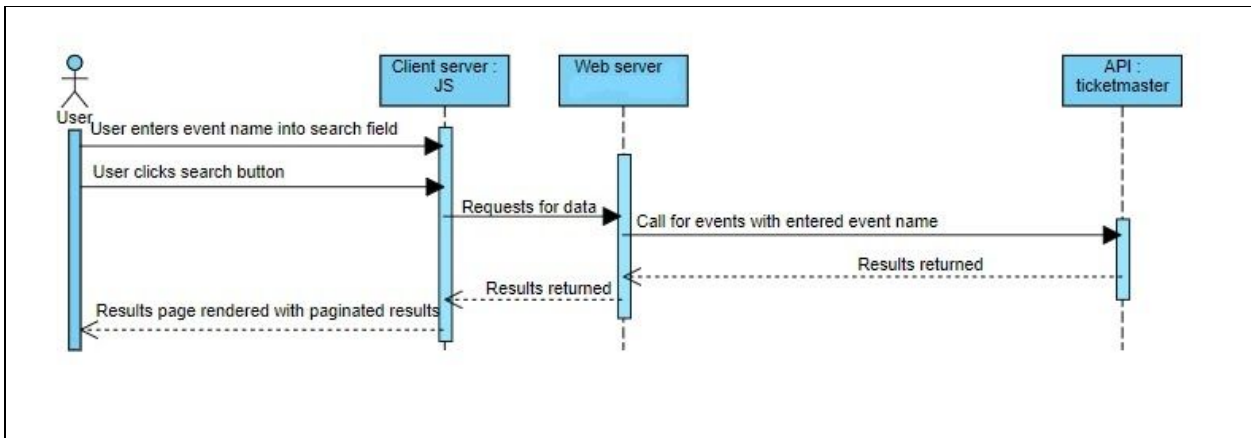 Client server :
JS
Web server
API :
ticketmaster
User
User enters event name into search field
User clicks search button
Requests for data
Call for events with entered event name
Results returned
Results returned
Results page rendered with paginated results